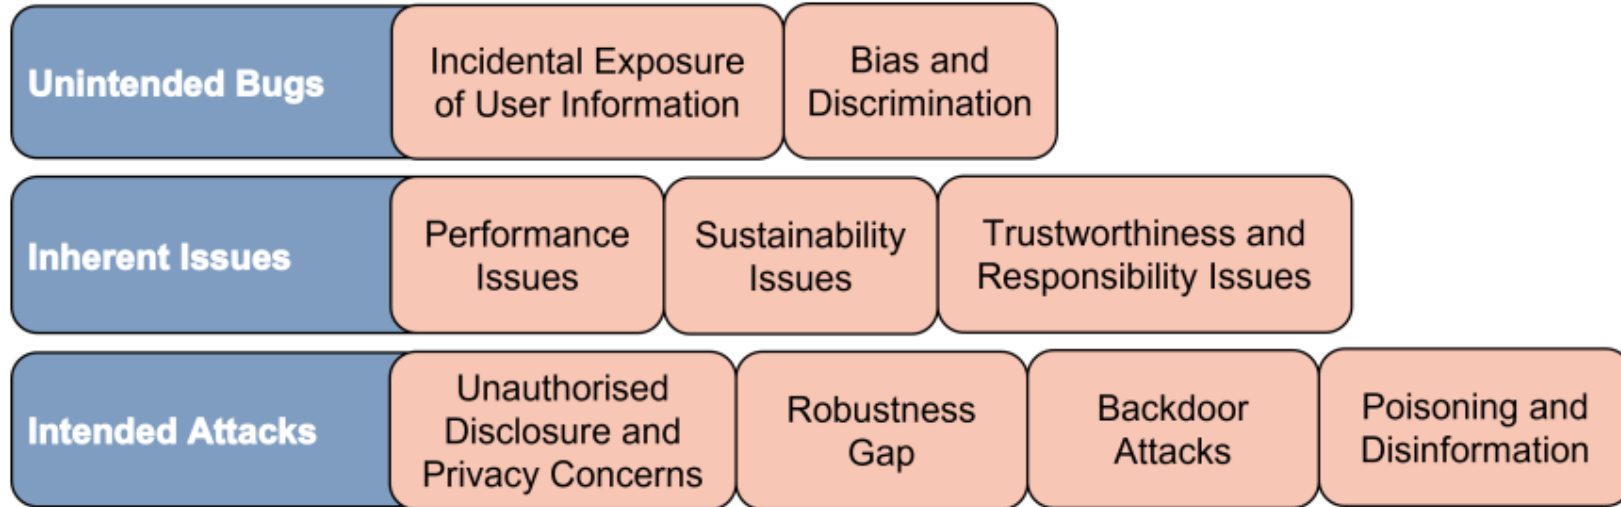 Unintended Bugs
Incidental Exposure
of User Information
Bias and
Discrimination
Inherent Issues
Performance
Issues
Sustainability
Issues
Trustworthiness and
Responsibility Issues
Intended Attacks
Unauthorised
Disclosure and
Privacy Concerns
Robustness
Gap
Backdoor
Attacks
Poisoning and
Disinformation